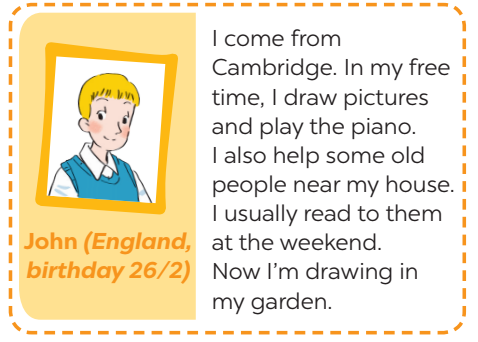 John (England,
birthday 26/2)
I come from
Cambridge. In my free
time, I draw pictures
and play the piano.
I also help some old
people near my house.
I usually read to them
at the weekend.
Now I'm drawing in
my garden.